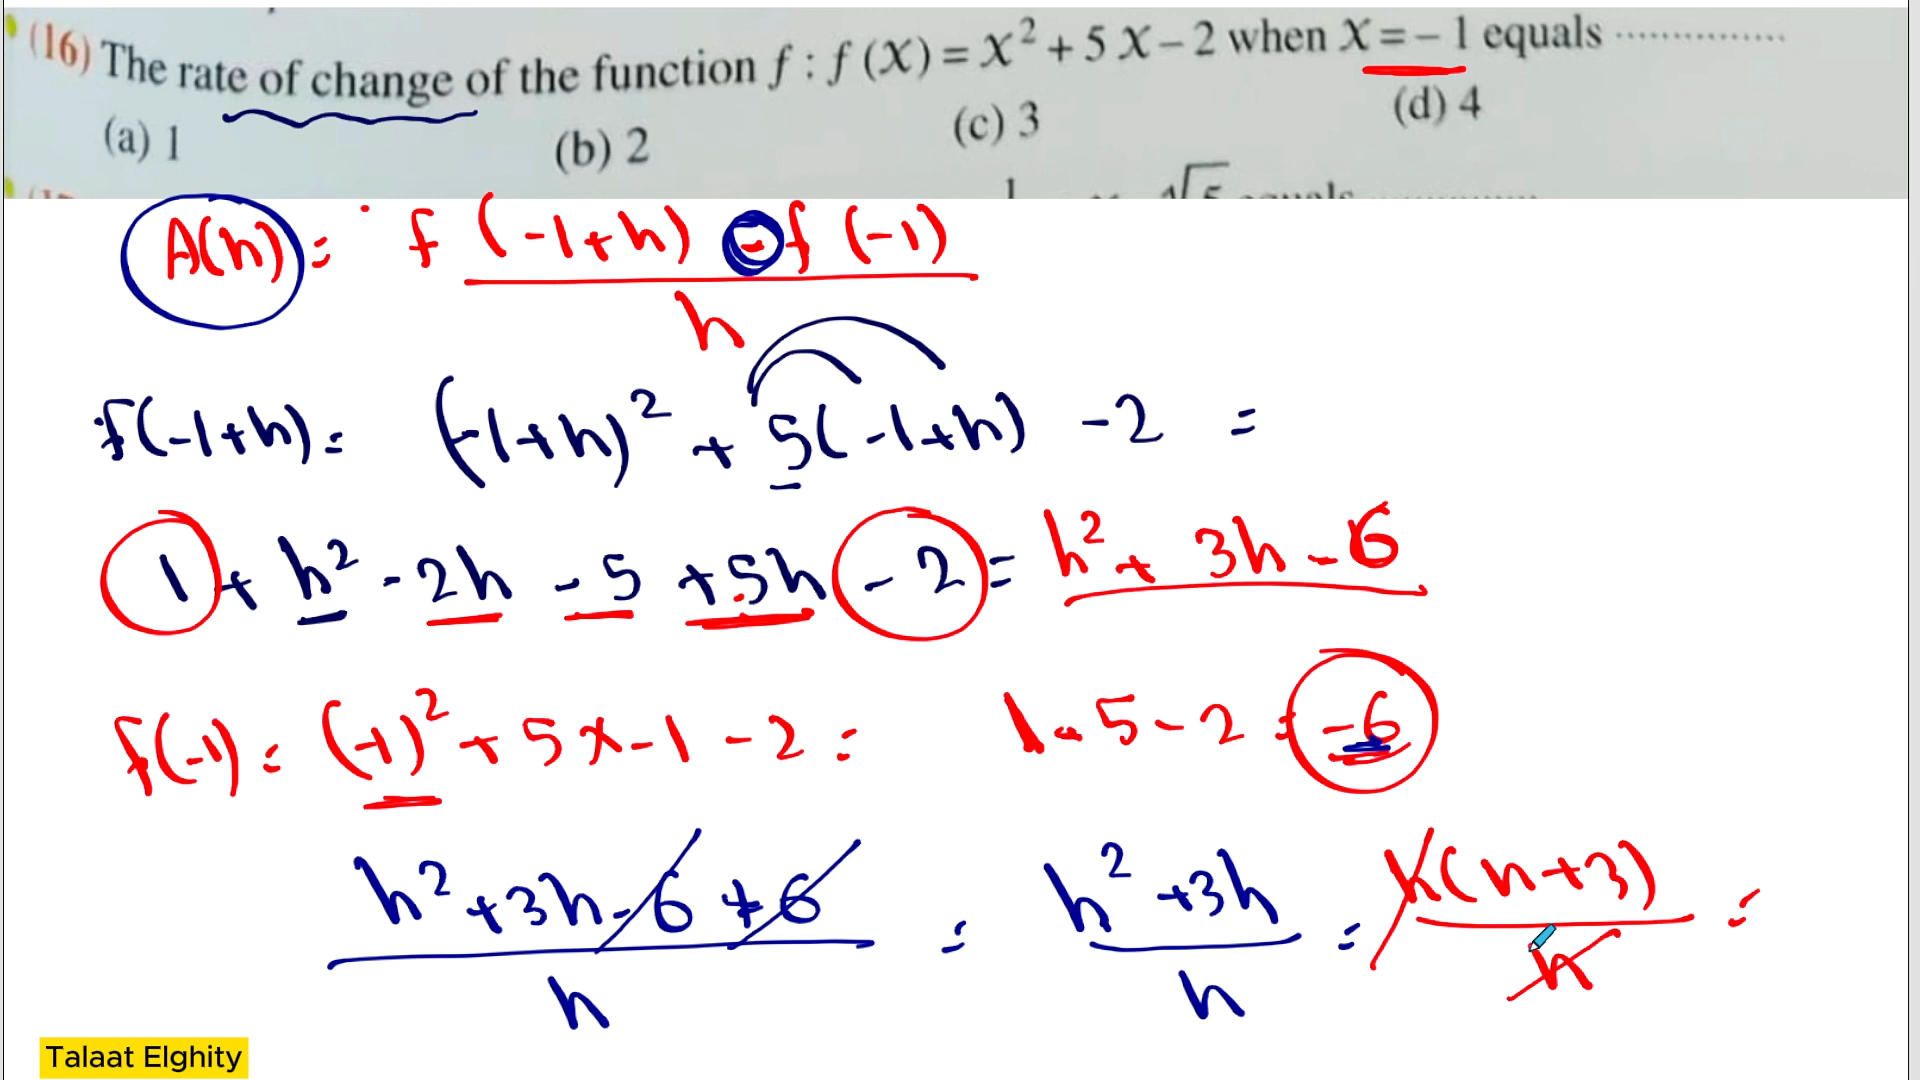 (16) The rate of change of the function f : f (X) = X² + 5 X – 2 when X = – 1 equals ...............
(a) 1 (b) 2 (c) 3 (d) 4
A(h) = f (-1+h) - f (-1)
h
f(-1+h) = (-1+h)² + 5(-1+h) -2 =
1 + h² - 2h - 5 + 5h - 2 = h² + 3h - 6
f(-1) = (-1)² + 5 x -1 - 2 = 1 - 5 - 2 = -6
h² + 3h - 6 + 6 = h² + 3h = h(h+3) =
h h h
Talaat Elghity